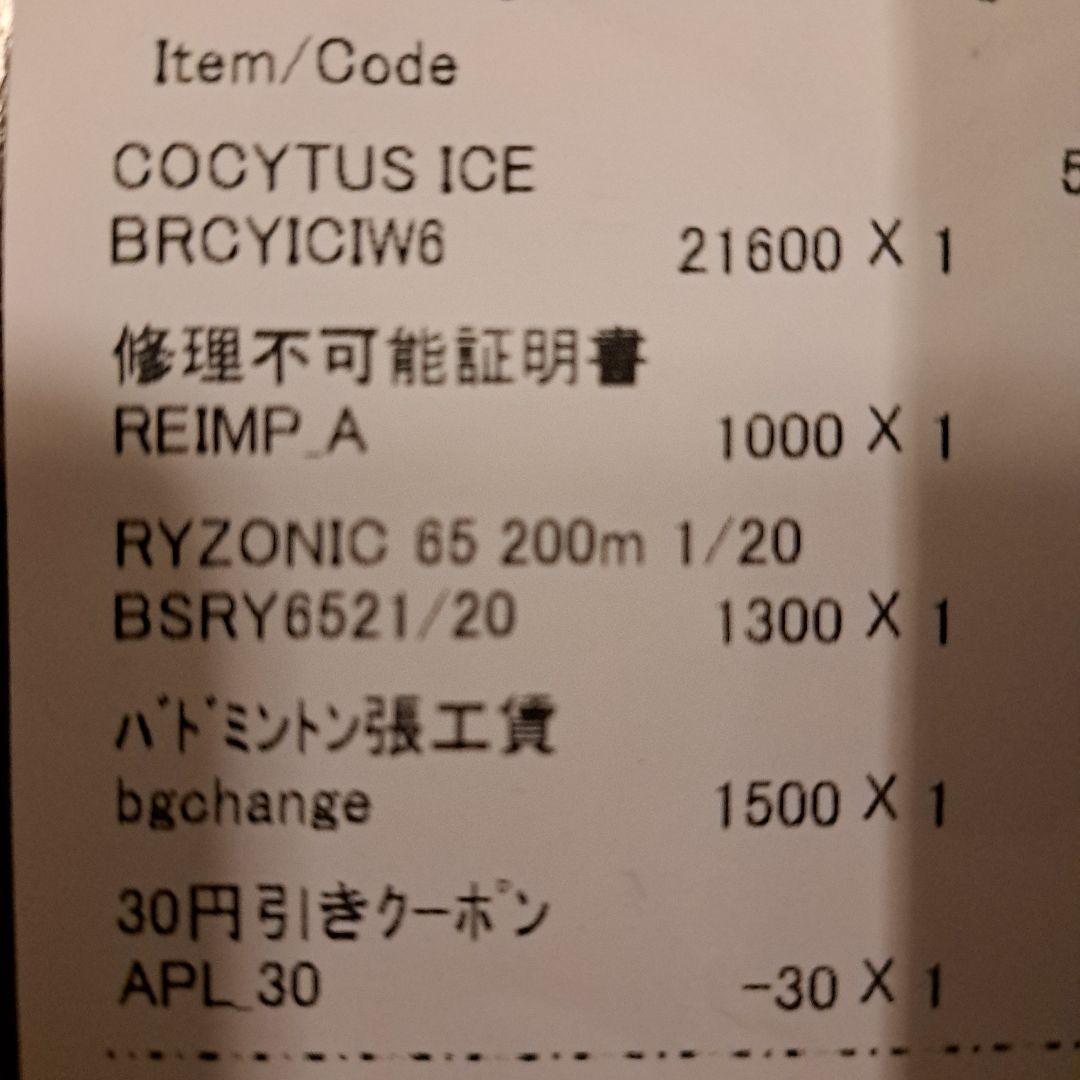 Item/Code
COCYTUS ICE 5
BRCYICIW6 21600 X 1
修理不可能証明書
REIMP_A 1000 X 1
RYZONIC 65 200m 1/20
BSRY6521/20 1300 X 1
ﾊﾞﾄﾞﾐﾝﾄﾝ張工賃
bgchange 1500 X 1
30円引きｸｰﾎﾟﾝ
APL_30 -30 X 1